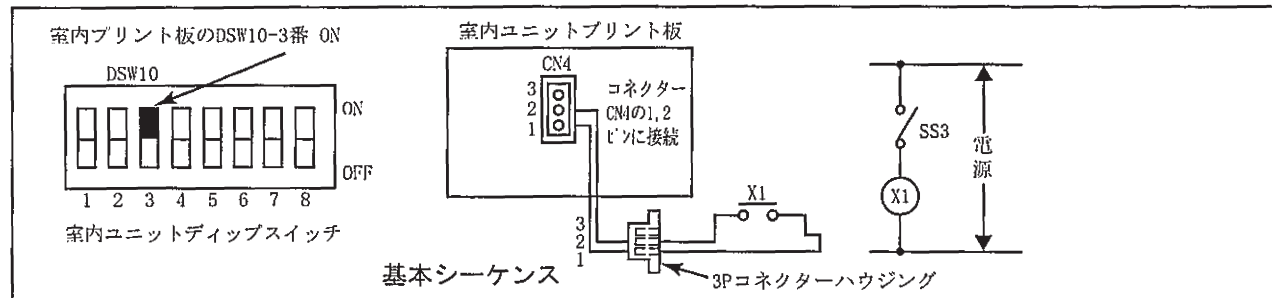 室内プリント板のDSW10-3番 ON
DSW10
ON
OFF
1 2 3 4 5 6 7 8
室内ユニットディップスイッチ
室内ユニットプリント板
CN4
3
2
1
コネクター
CN4の1,2
ピンに接続
X1
3
2
1
3Pコネクターハウジング
基本シーケンス
SS3
X1
電源